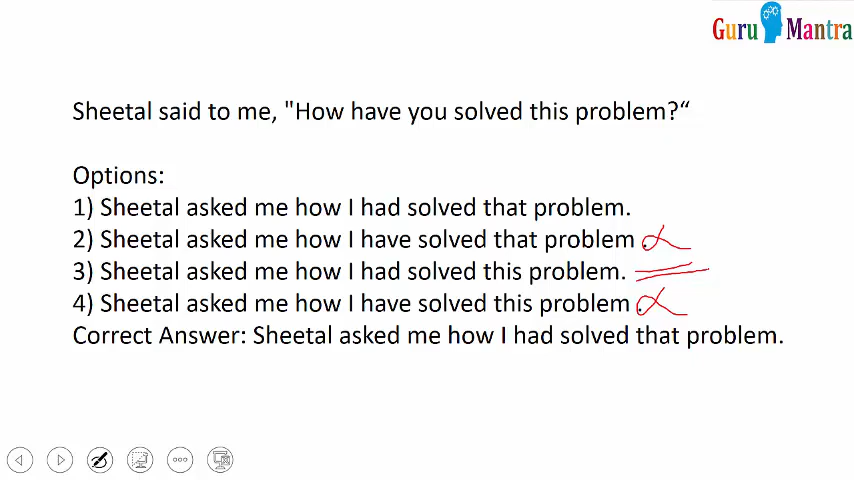 Guru Mantra
Sheetal said to me, "How have you solved this problem?“
Options:
1) Sheetal asked me how I had solved that problem.
2) Sheetal asked me how I have solved that problem
3) Sheetal asked me how I had solved this problem.
4) Sheetal asked me how I have solved this problem
Correct Answer: Sheetal asked me how I had solved that problem.